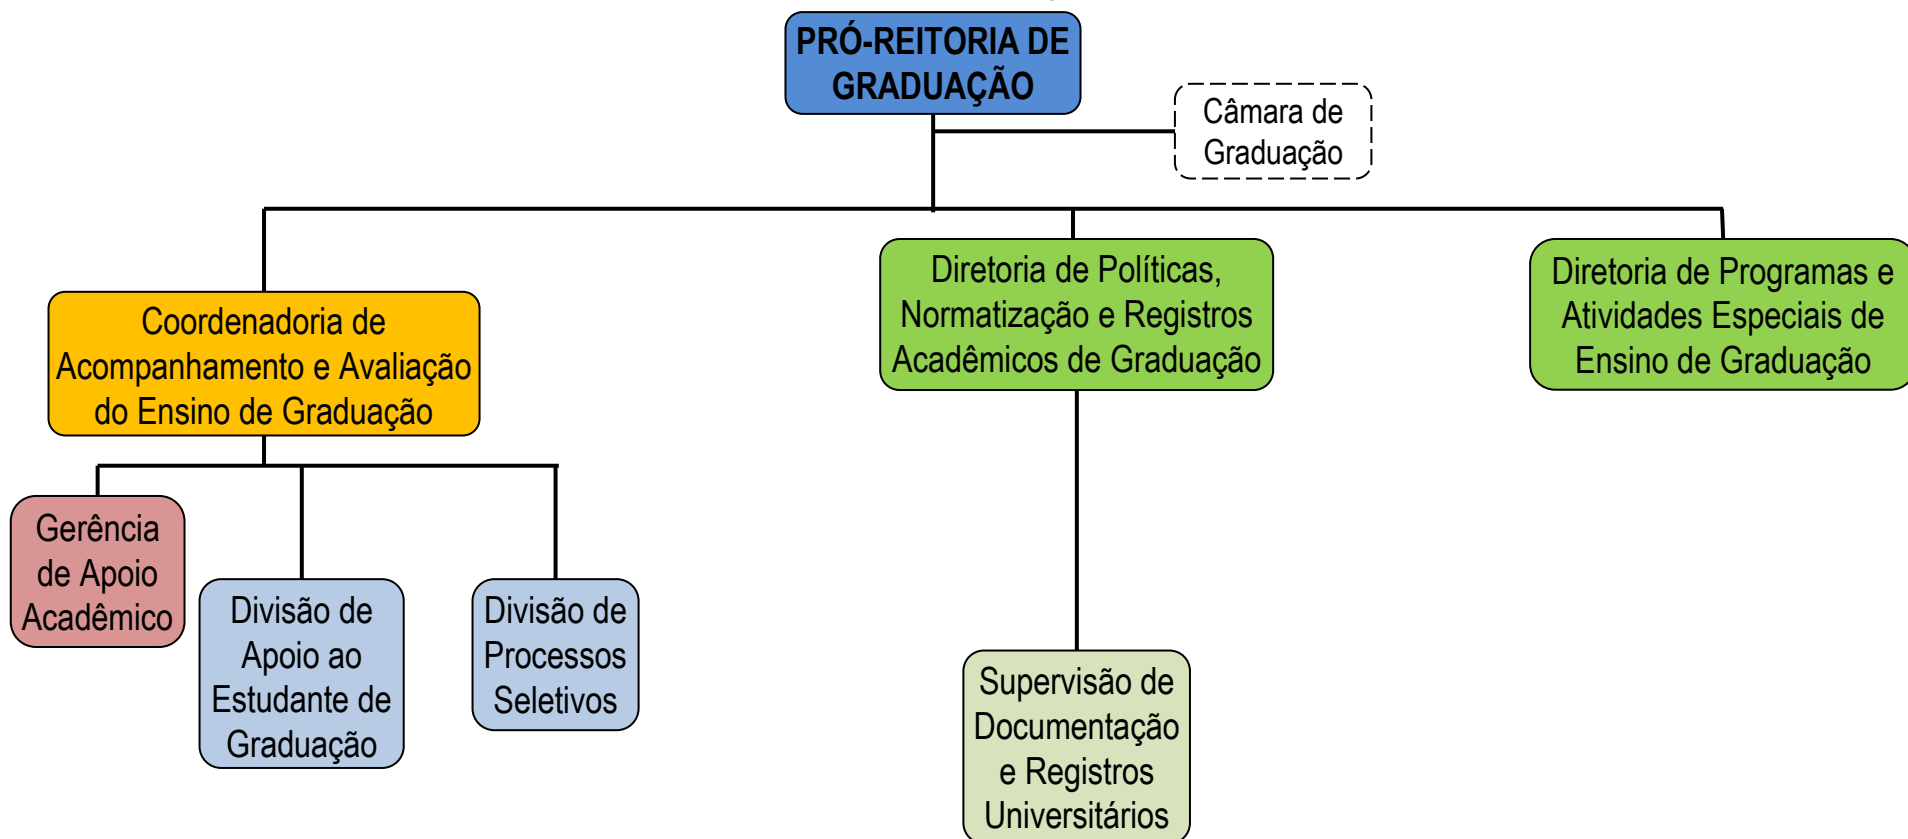 PRÓ-REITORIA DE
GRADUAÇÃO
Câmara de
Graduação
Coordenadoria de
Acompanhamento e Avaliação
do Ensino de Graduação
Diretoria de Políticas,
Normatização e Registros
Acadêmicos de Graduação
Diretoria de Programas e
Atividades Especiais de
Ensino de Graduação
Gerência
de Apoio
Acadêmico
Divisão de
Apoio ao
Estudante de
Graduação
Divisão de
Processos
Seletivos
Supervisão de
Documentação
e Registros
Universitários